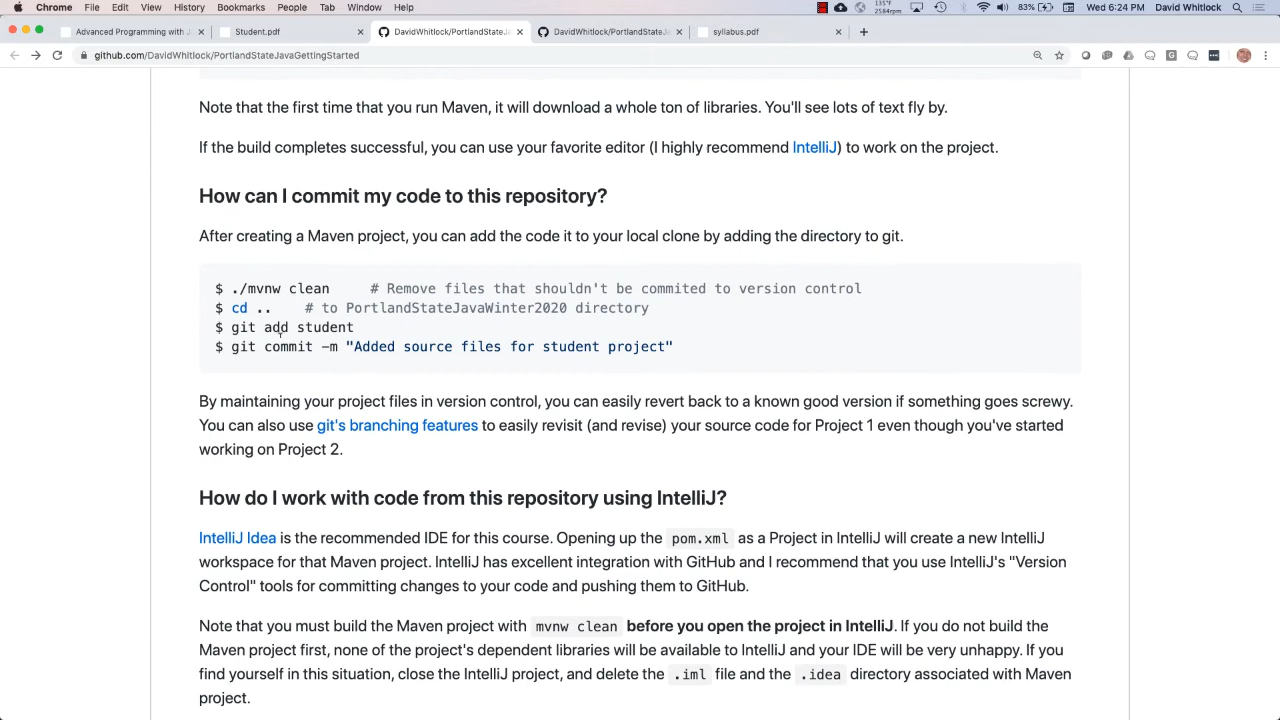 Chrome File Edit View History Bookmarks People Tab Window Help 135°F 2584rpm 83% Wed 6:24 PM David Whitlock
Advanced Programming with J Student.pdf DavidWhitlock/PortlandStateJa DavidWhitlock/PortlandStateJa syllabus.pdf
github.com/DavidWhitlock/PortlandStateJavaGettingStarted
Note that the first time that you run Maven, it will download a whole ton of libraries. You'll see lots of text fly by.
If the build completes successful, you can use your favorite editor (I highly recommend IntelliJ) to work on the project.
How can I commit my code to this repository?
After creating a Maven project, you can add the code it to your local clone by adding the directory to git.
$ ./mvnw clean # Remove files that shouldn't be commited to version control
$ cd .. # to PortlandStateJavaWinter2020 directory
$ git add student
$ git commit -m "Added source files for student project"
By maintaining your project files in version control, you can easily revert back to a known good version if something goes screwy.
You can also use git's branching features to easily revisit (and revise) your source code for Project 1 even though you've started
working on Project 2.
How do I work with code from this repository using IntelliJ?
IntelliJ Idea is the recommended IDE for this course. Opening up the pom.xml as a Project in IntelliJ will create a new IntelliJ
workspace for that Maven project. IntelliJ has excellent integration with GitHub and I recommend that you use IntelliJ's "Version
Control" tools for committing changes to your code and pushing them to GitHub.
Note that you must build the Maven project with mvnw clean before you open the project in IntelliJ. If you do not build the
Maven project first, none of the project's dependent libraries will be available to IntelliJ and your IDE will be very unhappy. If you
find yourself in this situation, close the IntelliJ project, and delete the .iml file and the .idea directory associated with Maven
project.